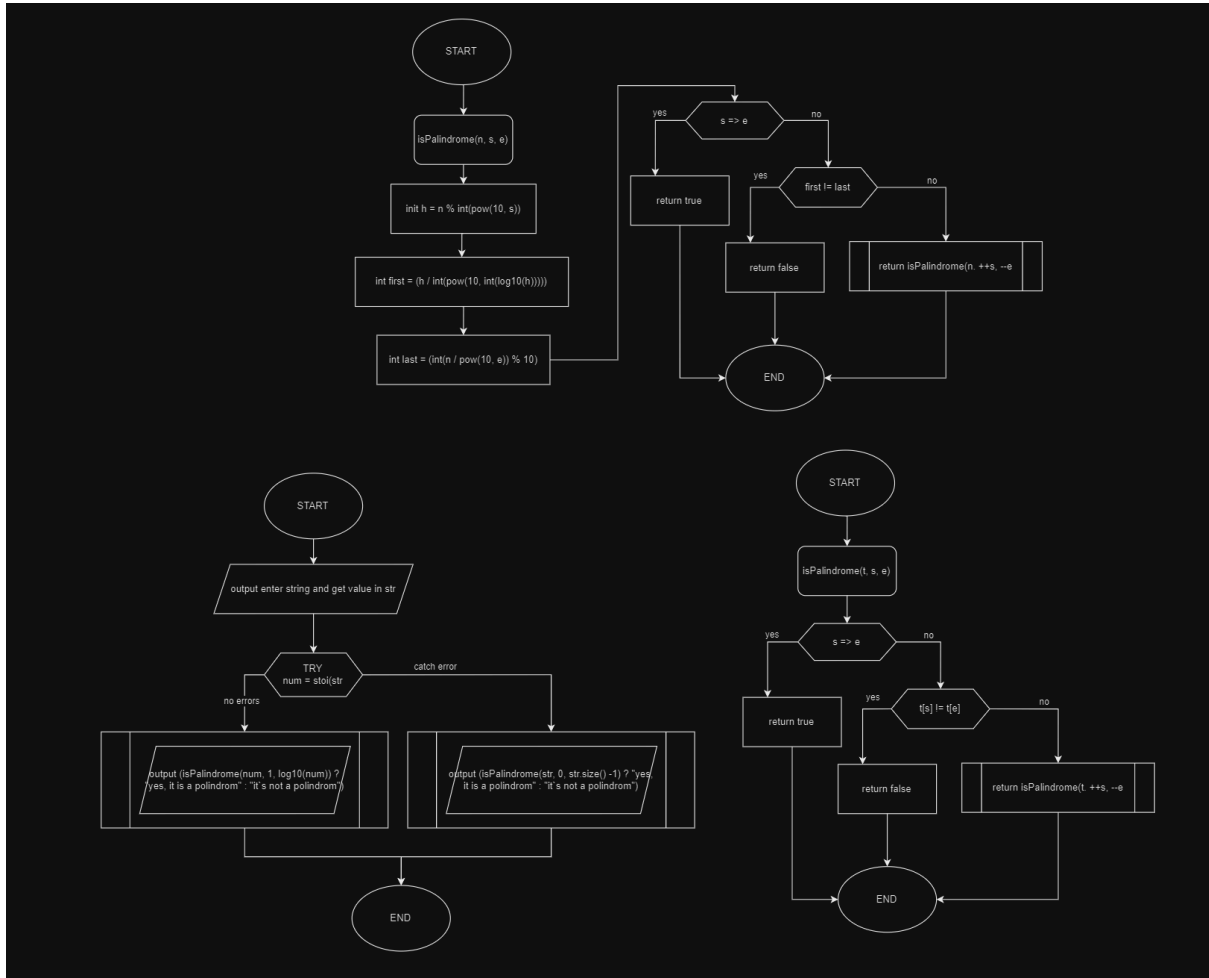 START
isPalindrome(n, s, e)
init h = n % int(pow(10, s))
int first = (h / int(pow(10, int(log10(h)))))
int last = (int(n / pow(10, e)) % 10)
s => e
yes
no
return true
first != last
yes
no
return false
return isPalindrome(n. ++s, --e
END
START
output enter string and get value in str
TRY
num = stoi(str
no errors
catch error
output (isPalindrome(num, 1, log10(num)) ?
"yes, it is a polindrom" : "it`s not a polindrom")
output (isPalindrome(str, 0, str.size() -1) ? "yes,
it is a polindrom" : "it`s not a polindrom")
END
START
isPalindrome(t, s, e)
s => e
yes
no
return true
t[s] != t[e]
yes
no
return false
return isPalindrome(t. ++s, --e
END